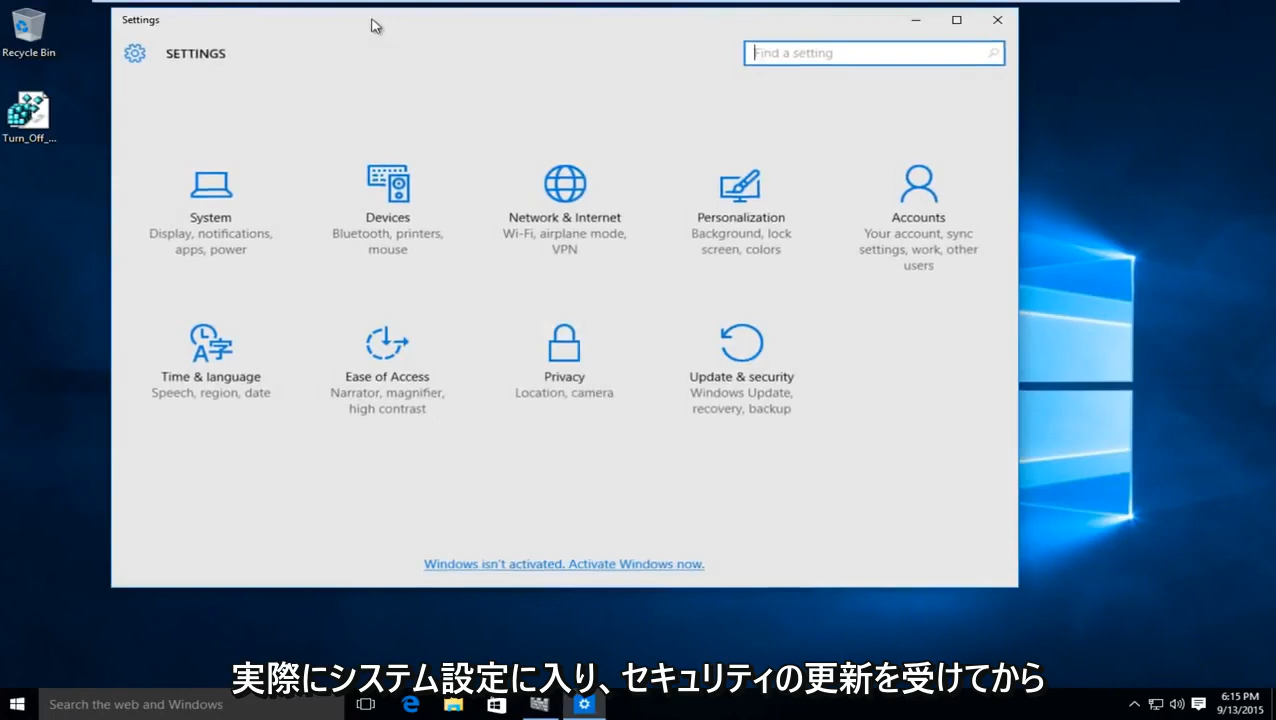 Settings
SETTINGS
Find a setting
Recycle Bin
Turn_Off_...
System
Display, notifications,
apps, power
Devices
Bluetooth, printers,
mouse
Network & Internet
Wi-Fi, airplane mode,
VPN
Personalization
Background, lock
screen, colors
Accounts
Your account, sync
settings, work, other
users
Time & language
Speech, region, date
Ease of Access
Narrator, magnifier,
high contrast
Privacy
Location, camera
Update & security
Windows Update,
recovery, backup
Windows isn't activated. Activate Windows now.
実際にシステム設定に入り、セキュリティの更新を受けてから
Search the web and Windows
6:15 PM
9/13/2015